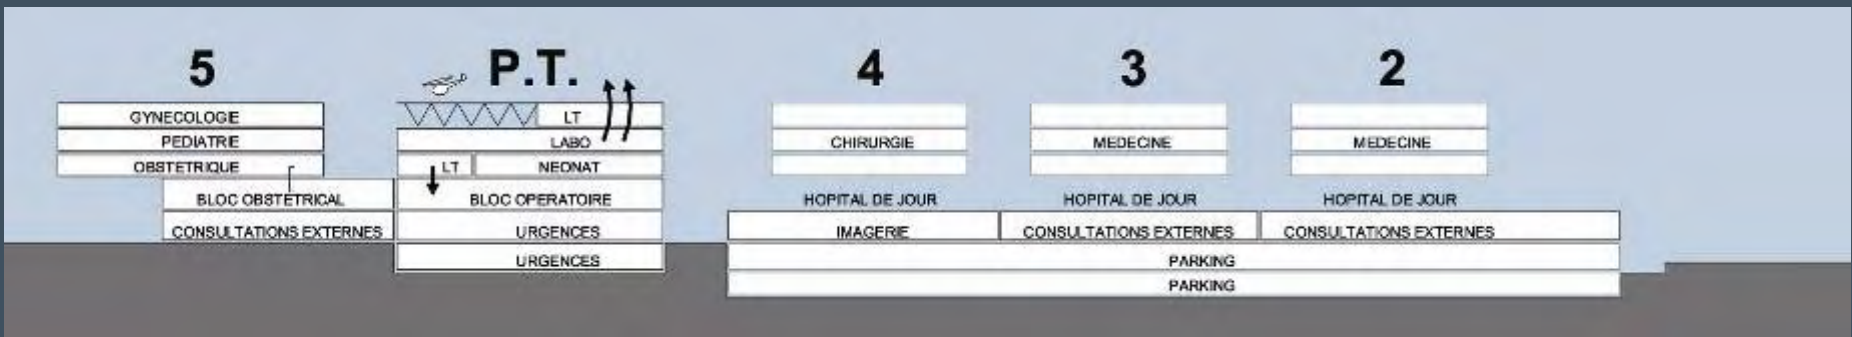 5 P.T. 4 3 2
GYNECOLOGIE LT
PEDIATRIE LABO CHIRURGIE MEDECINE MEDECINE
OBSTETRIQUE LT NEONAT
BLOC OBSTETRICAL BLOC OPERATOIRE HOPITAL DE JOUR HOPITAL DE JOUR HOPITAL DE JOUR
CONSULTATIONS EXTERNES URGENCES IMAGERIE CONSULTATIONS EXTERNES CONSULTATIONS EXTERNES
URGENCES PARKING
PARKING